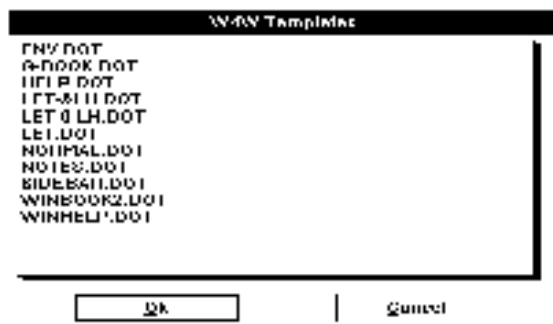 W4W Templates
ENV.DOT
G-BOOK.DOT
HELP.DOT
LET.DOT
NORMAL.DOT
NOTES.DOT
SIDEBAR.DOT
WINBOOK2.DOT
WINHELP.DOT
Ok
Cancel